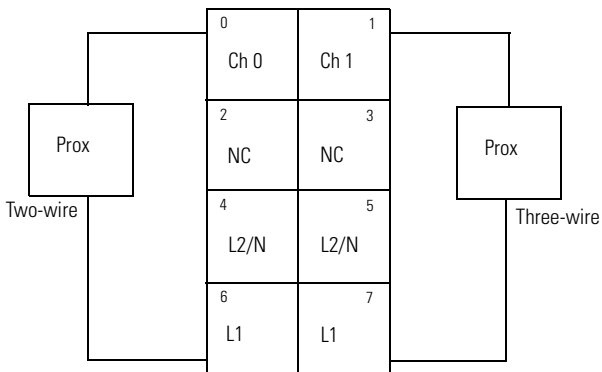 0 1
Ch 0 Ch 1
2 3
Prox NC NC Prox
Two-wire Three-wire
4 5
L2/N L2/N
6 7
L1 L1